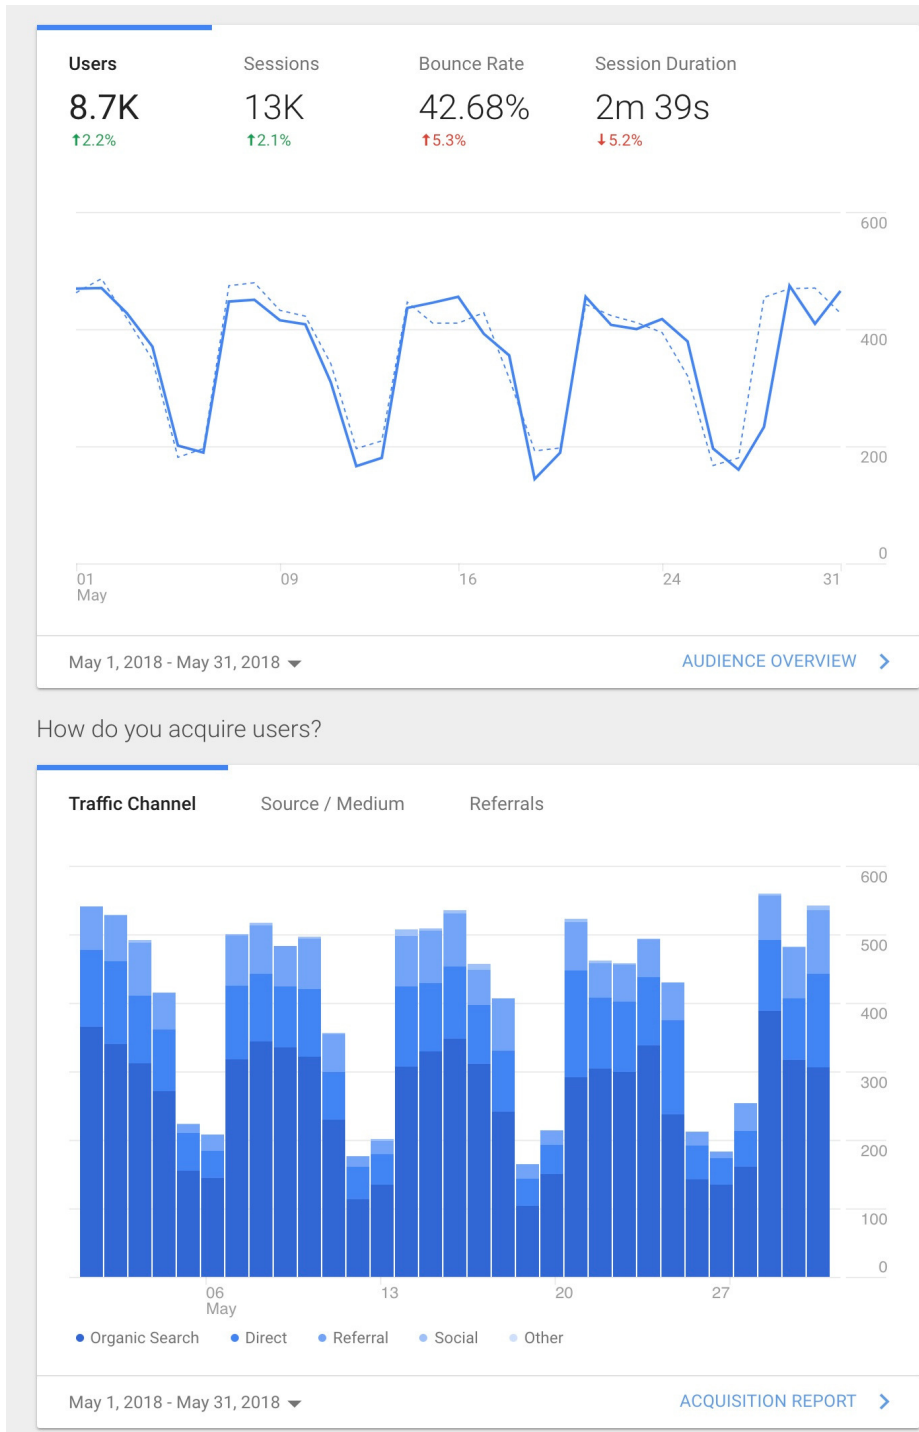 Users Sessions Bounce Rate Session Duration
8.7K 13K 42.68% 2m 39s
↑2.2% ↑2.1% ↑5.3% ↓5.2%
600
400
200
0
01 09 16 24 31
May
May 1, 2018 - May 31, 2018 AUDIENCE OVERVIEW
How do you acquire users?
Traffic Channel Source / Medium Referrals
600
500
400
300
200
100
0
06 13 20 27
May
Organic Search Direct Referral Social Other
May 1, 2018 - May 31, 2018 ACQUISITION REPORT